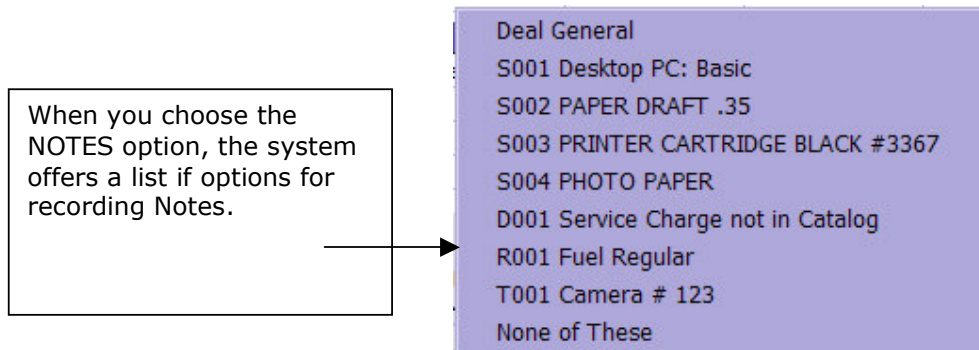 When you choose the
NOTES option, the system
offers a list if options for
recording Notes.
Deal General
S001 Desktop PC: Basic
S002 PAPER DRAFT .35
S003 PRINTER CARTRIDGE BLACK #3367
S004 PHOTO PAPER
D001 Service Charge not in Catalog
R001 Fuel Regular
T001 Camera # 123
None of These